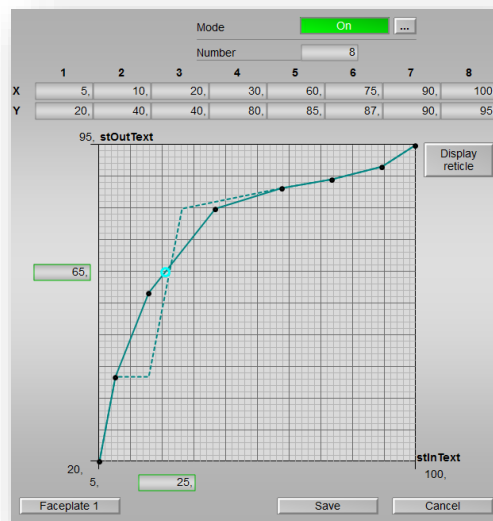 Mode On ...
Number 8
1 2 3 4 5 6 7 8
X 5, 10, 20, 30, 60, 75, 90, 100
Y 20, 40, 40, 80, 85, 87, 90, 95
95, stOutText
Display
reticle
65,
stInText
20, 100,
5, 25,
Faceplate 1 Save Cancel